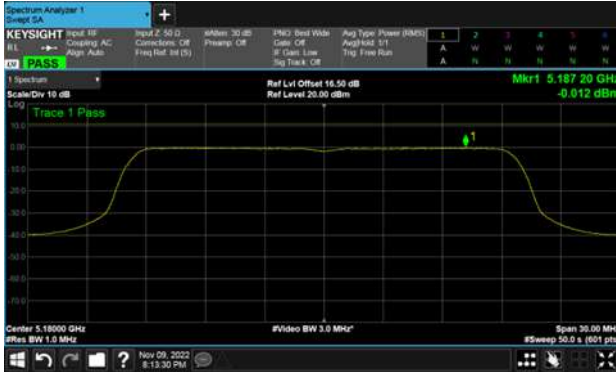 Spectrum Analyzer 1
Swept SA
+
KEYSIGHT Input: RF Input Z: 50 Ω #Atten: 30 dB PNO: Best Wide Avg Type: Power (RMS) 1 2 3 4 5 6
RL Coupling: AC Corrections: Off Preamp: Off Gate: Off Avg|Hold: 1/1 A W W W W W
Align: Auto Freq Ref: Int (S) IF Gain: Low Trig: Free Run
LXI PASS Sig Track: Off A N N N N N
1 Spectrum Ref Lvl Offset 16.50 dB Mkr1 5.187 20 GHz
Scale/Div 10 dB Ref Level 20.00 dBm -0.012 dBm
Log Trace 1 Pass
10.0
1
0.00
-10.0
-20.0
-30.0
-40.0
-50.0
-60.0
-70.0
Center 5.18000 GHz #Video BW 3.0 MHz* Span 30.00 MHz
#Res BW 1.0 MHz #Sweep 50.0 s (601 pts)
? Nov 09, 2022
8:13:30 PM